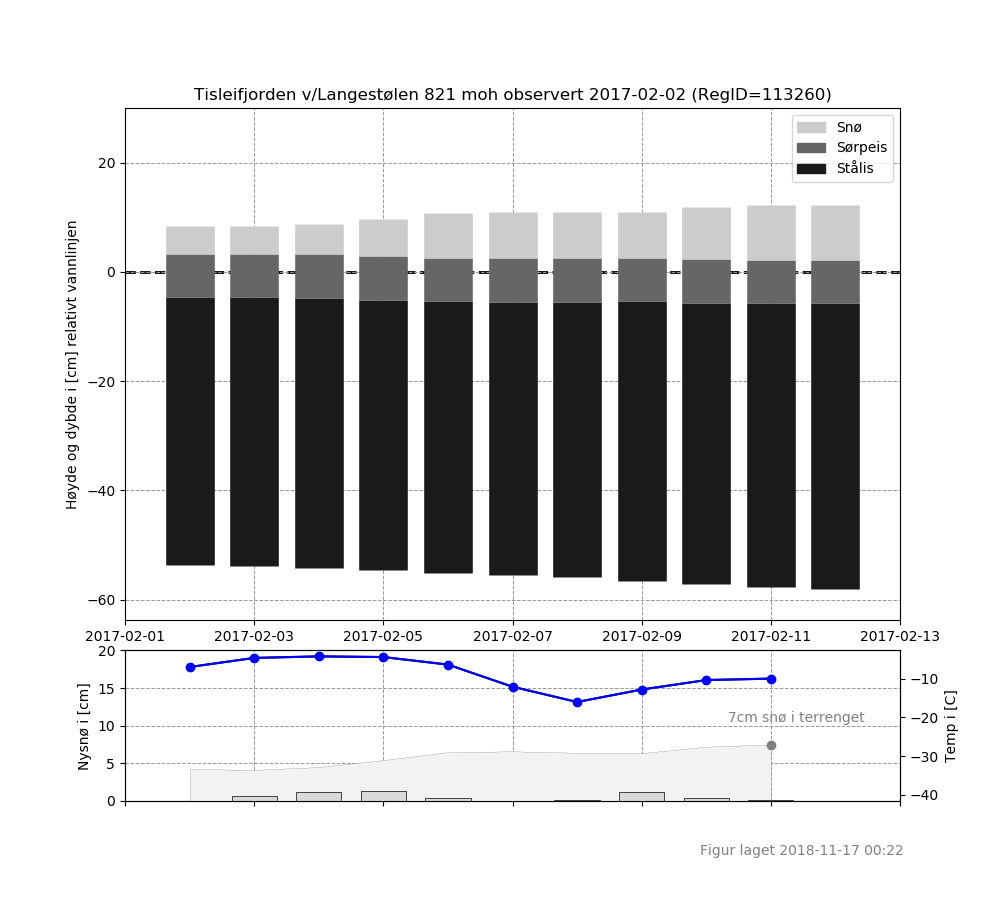 Tisleifjorden v/Langestølen 821 moh observert 2017-02-02 (RegID=113260)
Snø
Sørpeis
Stålis
Høyde og dybde i [cm] relativt vannlinjen
20
0
−20
−40
−60
2017-02-01 2017-02-03 2017-02-05 2017-02-07 2017-02-09 2017-02-11 2017-02-13
Nysnø i [cm]
20
15
10
5
0
7cm snø i terrenget
−10
−20
−30
−40
Temp i [C]
Figur laget 2018-11-17 00:22